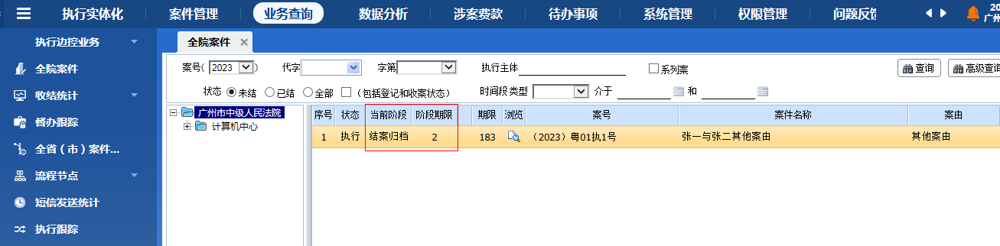 执行实体化 案件管理 业务查询 数据分析 涉案费款 待办事项 系统管理 权限管理 问题反馈 20
广州
执行边控业务
全院案件
收结统计
督办跟踪
全省（市）案件...
流程节点
短信发送统计
执行跟踪
全院案件
案号( 2023 ) 代字 字第 执行主体 系列案 查询 高级查询
状态 未结 已结 全部 （包括登记和收案状态） 时间段类型 介于 和
广州市中级人民法院
计算机中心
序号 状态 当前阶段 阶段期限 期限 浏览 案号 案件名称 案由
1 执行 结案归档 2 183 （2023）粤01执1号 张一与张二其他案由 其他案由